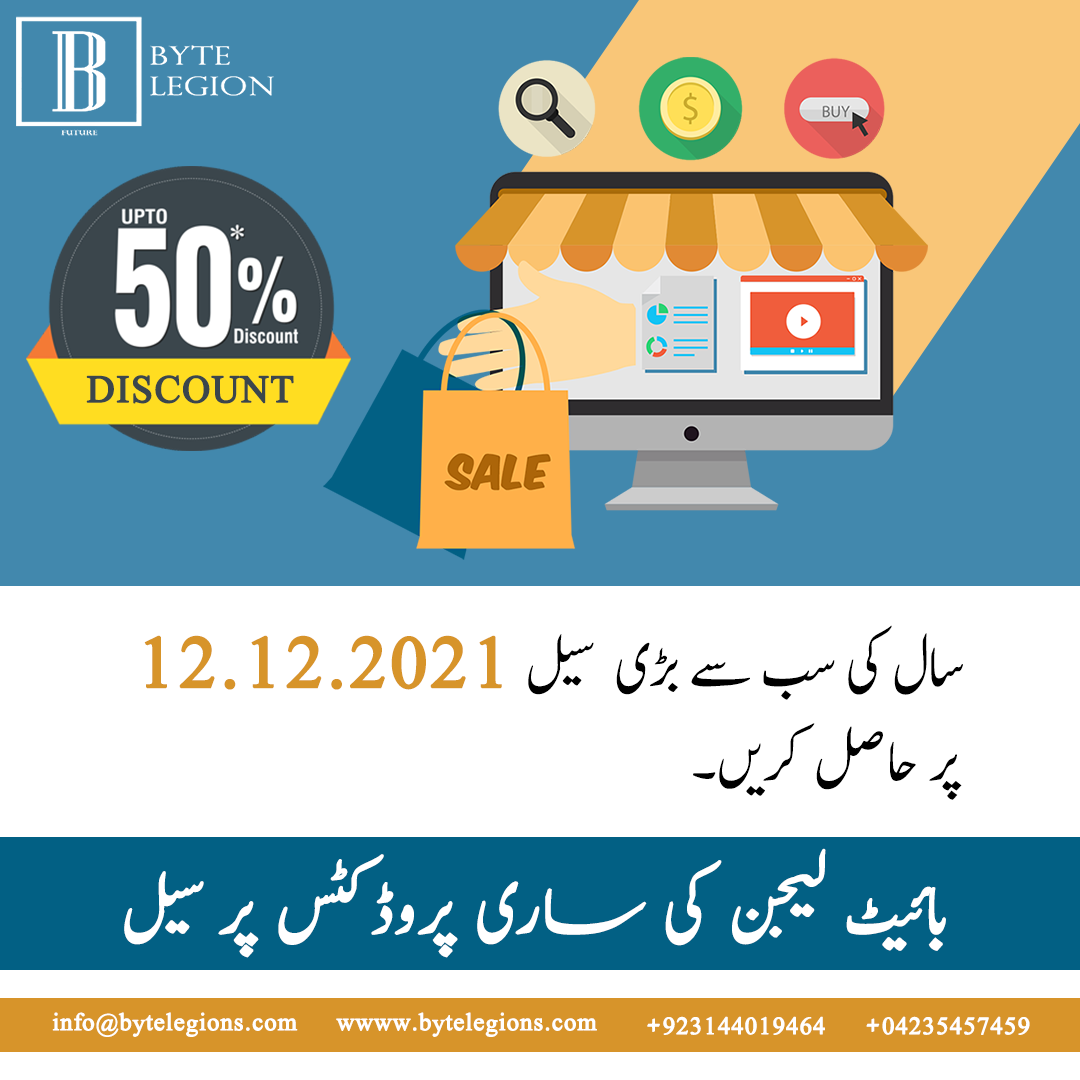 BYTE
LEGION
B
FUTURE
BUY
$
UPTO
50*%
Discount
DISCOUNT
SALE
سال کی سب سے بڑی سیل 12.12.2021
پر حاصل کریں۔
بائیٹ لیجن کی ساری پروڈکٹس پر سیل
info@bytelegions.com www.bytelegions.com +923144019464 +04235457459